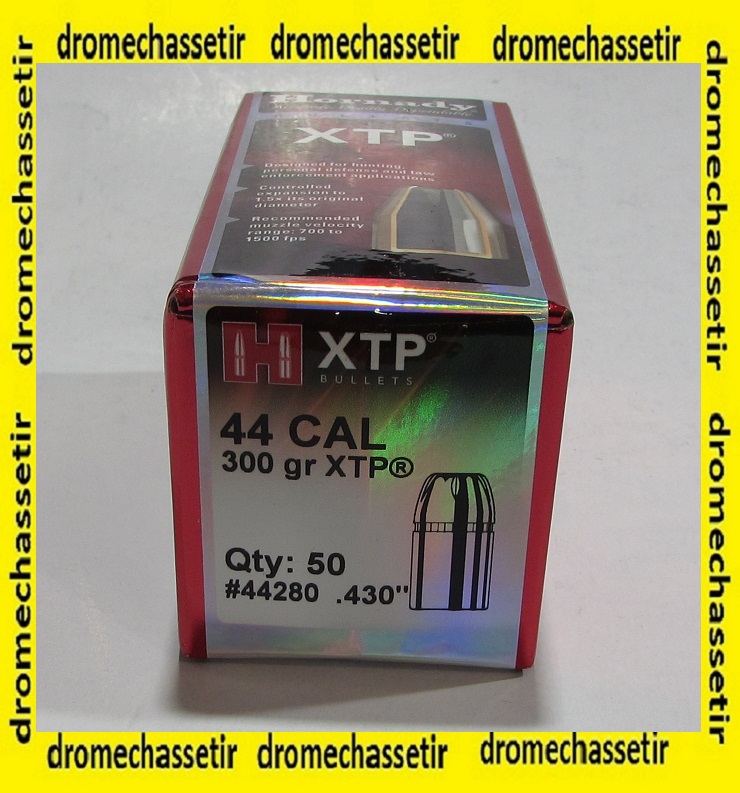 dromechassetir dromechassetir dromechassetir
dromechassetir
dromechassetir
Hornady
XTP®
Designed for hunting,
personal defense and law
enforcement applications
Controlled
expansion to
1.5x its original
diameter
Recommended
muzzle velocity
range: 700 to
1500 fps
H XTP®
BULLETS
44 CAL
300 gr XTP®
Qty: 50
#44280 .430"
dromechassetir
dromechassetir
dromechassetir dromechassetir dromechassetir